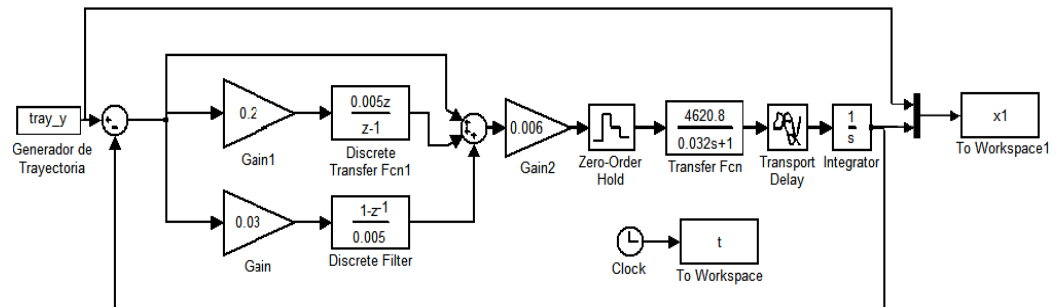 tray_y
Generador de
Trayectoria
0.2
Gain1
0.005z
z-1
Discrete
Transfer Fcn1
0.03
Gain
1-z-1
0.005
Discrete Filter
0.006
Gain2
Zero-Order
Hold
4620.8
0.032s+1
Transfer Fcn
Transport
Delay
1
s
Integrator
x1
To Workspace1
Clock
t
To Workspace